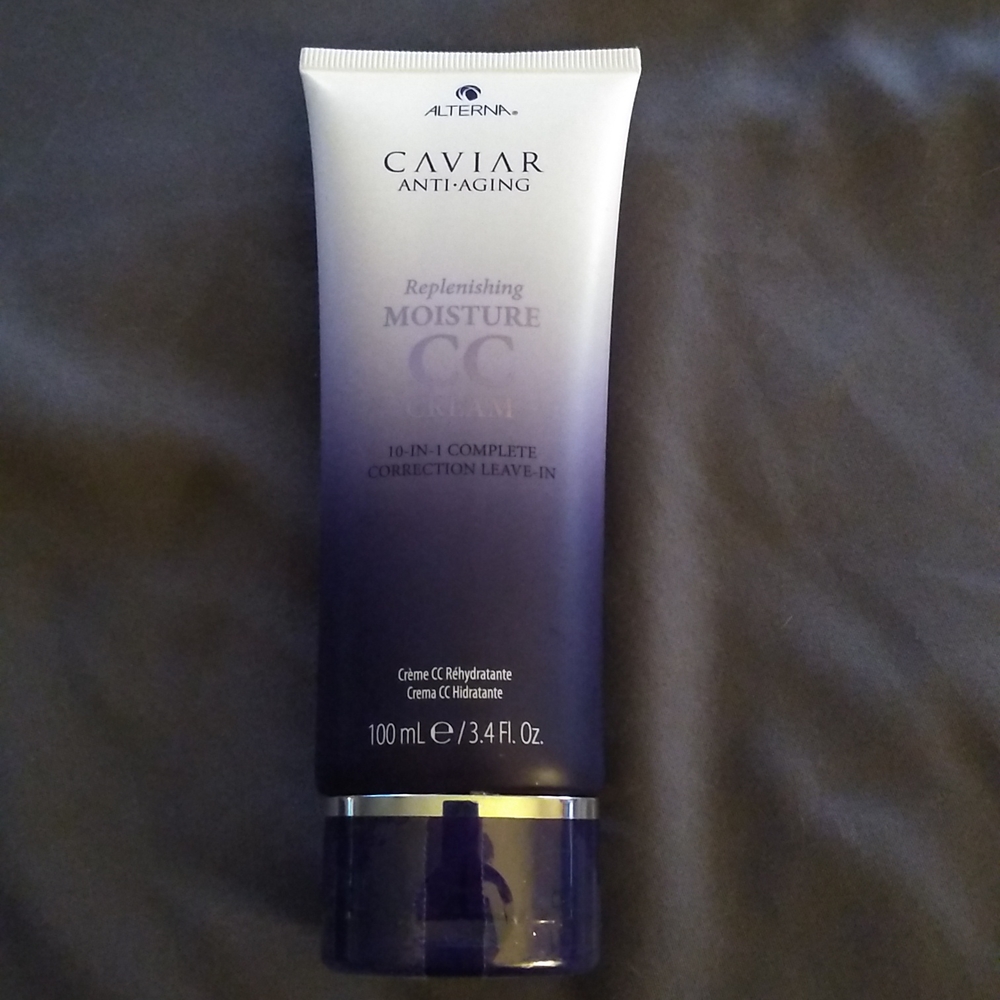 ALTERNA®
CAVIAR
ANTI·AGING
Replenishing
MOISTURE
CC
CREAM
10-IN-1 COMPLETE
CORRECTION LEAVE-IN
Crème CC Réhydratante
Crema CC Hidratante
100 mL ℮ / 3.4 Fl. Oz.